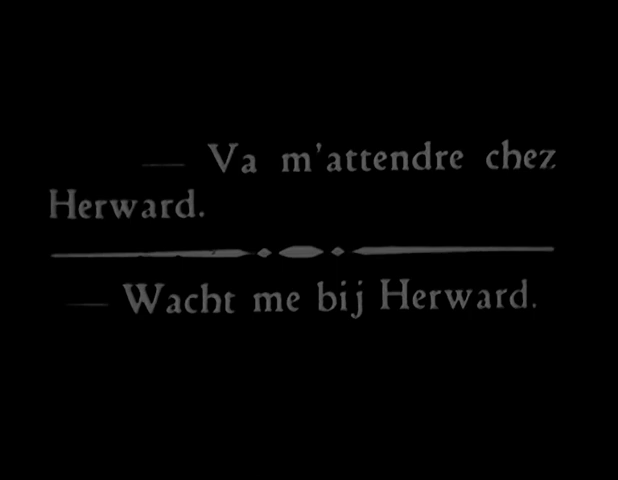 — Va m'attendre chez
Herward.
— Wacht me bij Herward.